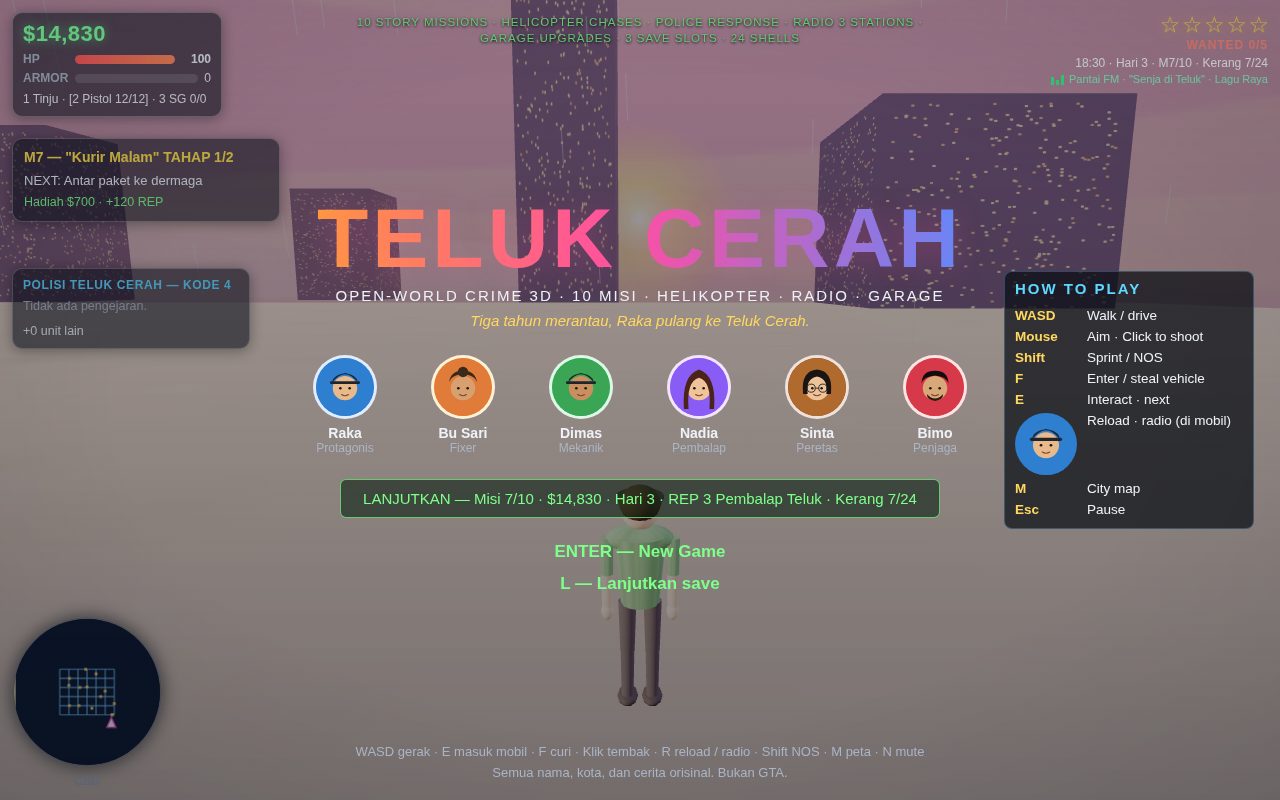 $14,830
HP 100
ARMOR 0
1 Tinju · [2 Pistol 12/12] · 3 SG 0/0
10 STORY MISSIONS · HELICOPTER CHASES · POLICE RESPONSE · RADIO 3 STATIONS ·
GARAGE UPGRADES · 3 SAVE SLOTS · 24 SHELLS
☆☆☆☆☆
WANTED 0/5
18:30 · Hari 3 · M7/10 · Kerang 7/24
Pantai FM · "Senja di Teluk" · Lagu Raya
M7 — "Kurir Malam" TAHAP 1/2
NEXT: Antar paket ke dermaga
Hadiah $700 · +120 REP
POLISI TELUK CERAH — KODE 4
Tidak ada pengejaran.
+0 unit lain
TELUK CERAH
OPEN-WORLD CRIME 3D · 10 MISI · HELIKOPTER · RADIO · GARAGE
Tiga tahun merantau, Raka pulang ke Teluk Cerah.
Raka
Protagonis
Bu Sari
Fixer
Dimas
Mekanik
Nadia
Pembalap
Sinta
Peretas
Bimo
Penjaga
HOW TO PLAY
WASD Walk / drive
Mouse Aim · Click to shoot
Shift Sprint / NOS
F Enter / steal vehicle
E Interact · next
Reload · radio (di mobil)
M City map
Esc Pause
LANJUTKAN — Misi 7/10 · $14,830 · Hari 3 · REP 3 Pembalap Teluk · Kerang 7/24
ENTER — New Game
L — Lanjutkan save
WASD gerak · E masuk mobil · F curi · Klik tembak · R reload / radio · Shift NOS · M peta · N mute
Semua nama, kota, dan cerita orisinal. Bukan GTA.